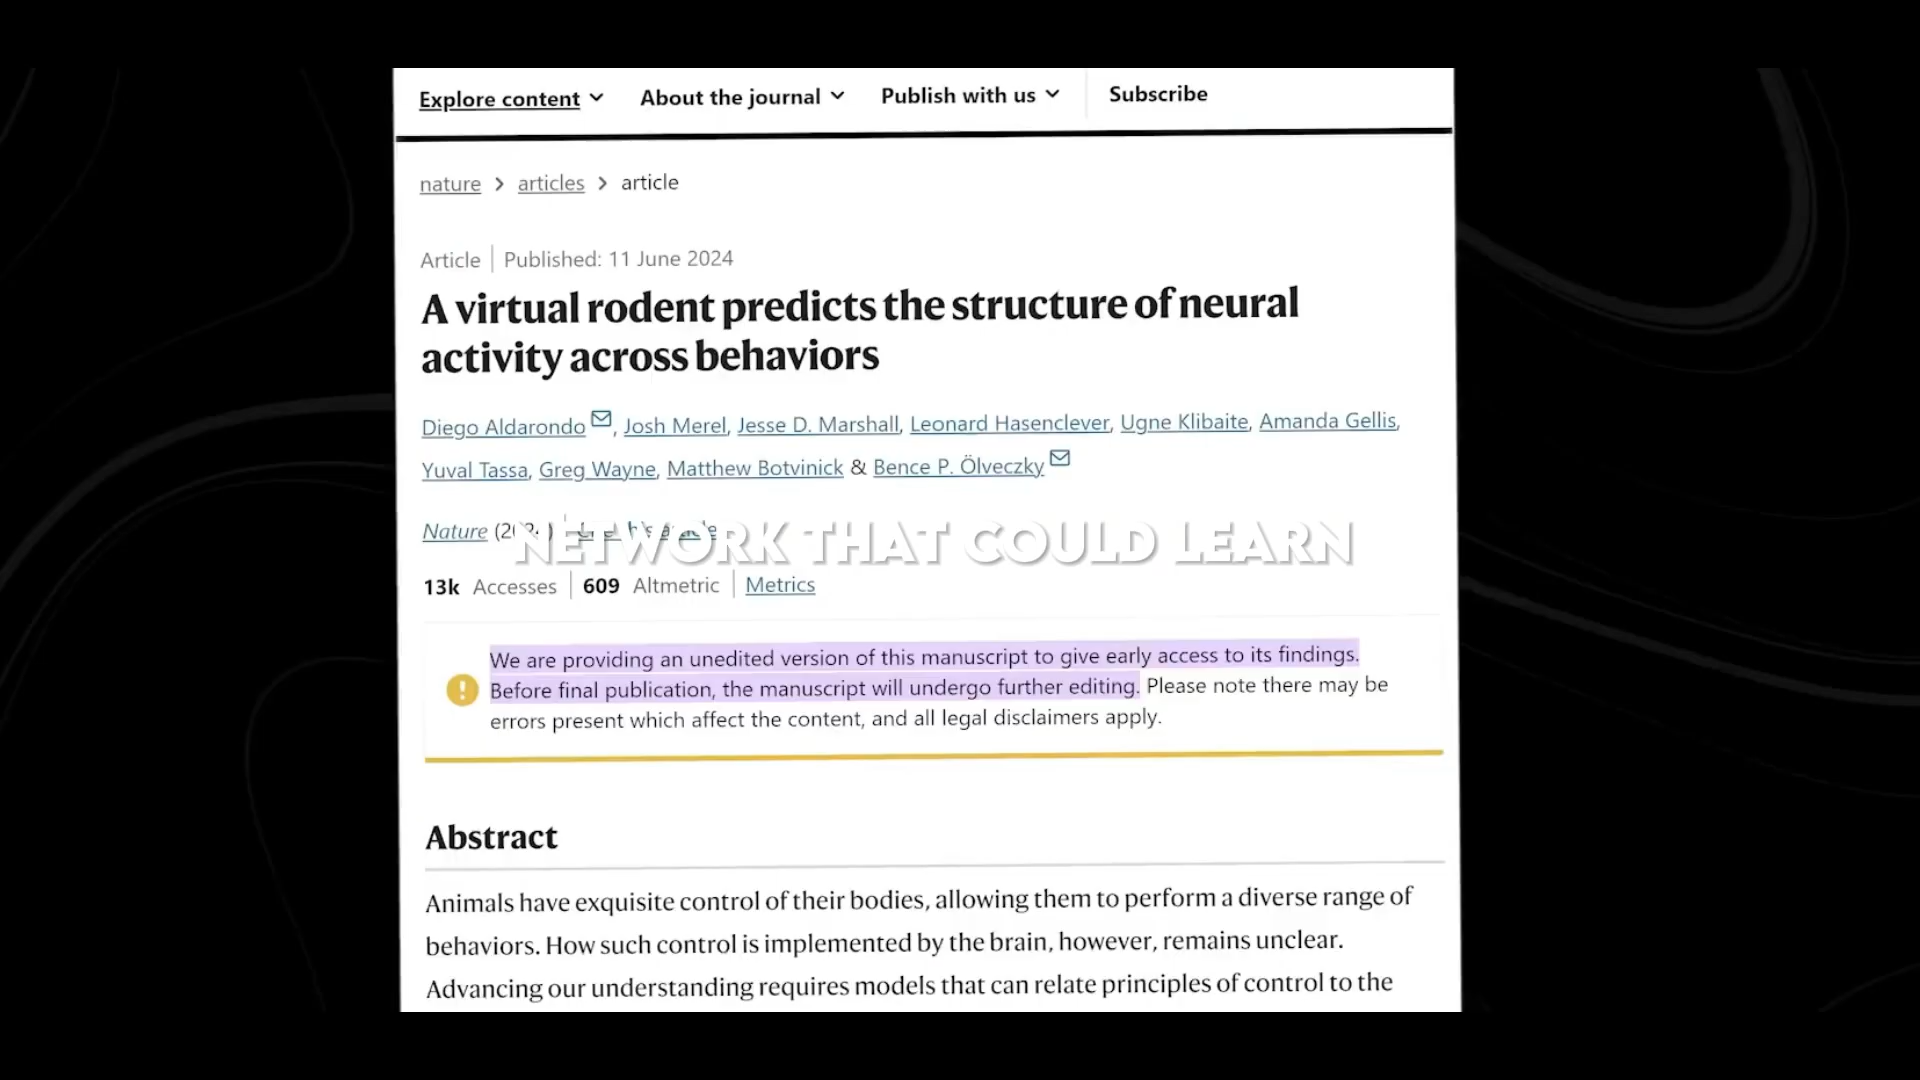 Explore content About the journal Publish with us Subscribe
nature > articles > article
Article | Published: 11 June 2024
A virtual rodent predicts the structure of neural
activity across behaviors
Diego Aldarondo, Josh Merel, Jesse D. Marshall, Leonard Hasenclever, Ugne Klibaite, Amanda Gellis,
Yuval Tassa, Greg Wayne, Matthew Botvinick & Bence P. Ölveczky
Nature
NETWORK THAT COULD LEARN
13k Accesses | 609 Altmetric | Metrics
We are providing an unedited version of this manuscript to give early access to its findings.
Before final publication, the manuscript will undergo further editing. Please note there may be
errors present which affect the content, and all legal disclaimers apply.
Abstract
Animals have exquisite control of their bodies, allowing them to perform a diverse range of
behaviors. How such control is implemented by the brain, however, remains unclear.
Advancing our understanding requires models that can relate principles of control to the